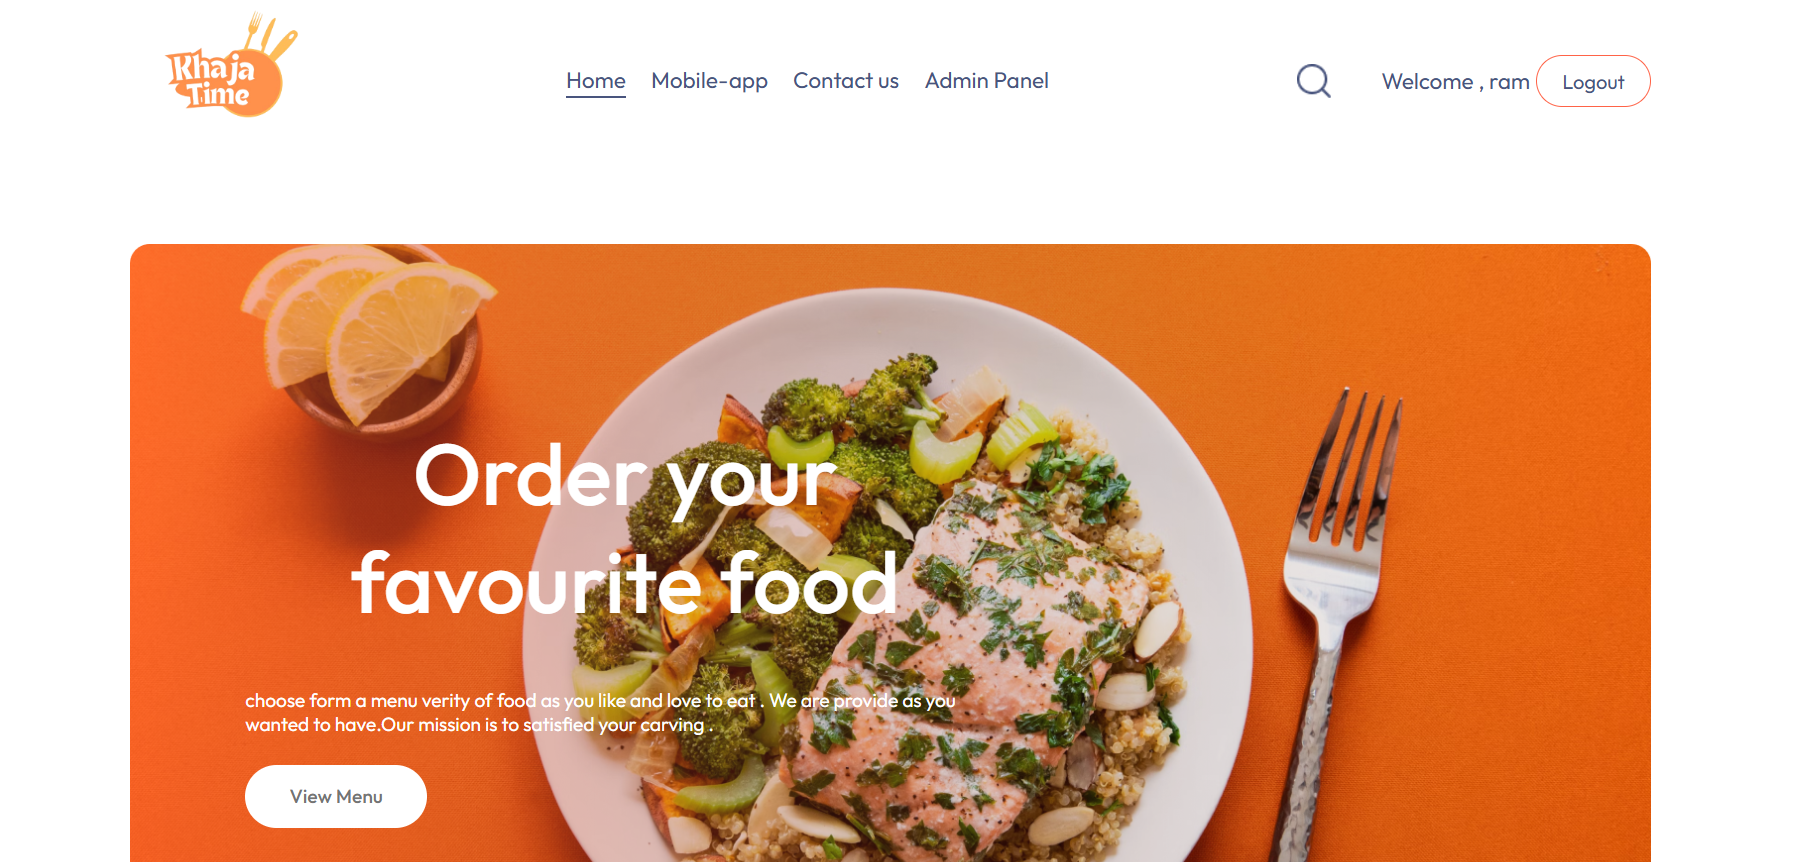 Khaja
Time
Home Mobile-app Contact us Admin Panel
Welcome , ram Logout
Order your
favourite food
choose form a menu verity of food as you like and love to eat . We are provide as you
wanted to have.Our mission is to satisfied your carving .
View Menu